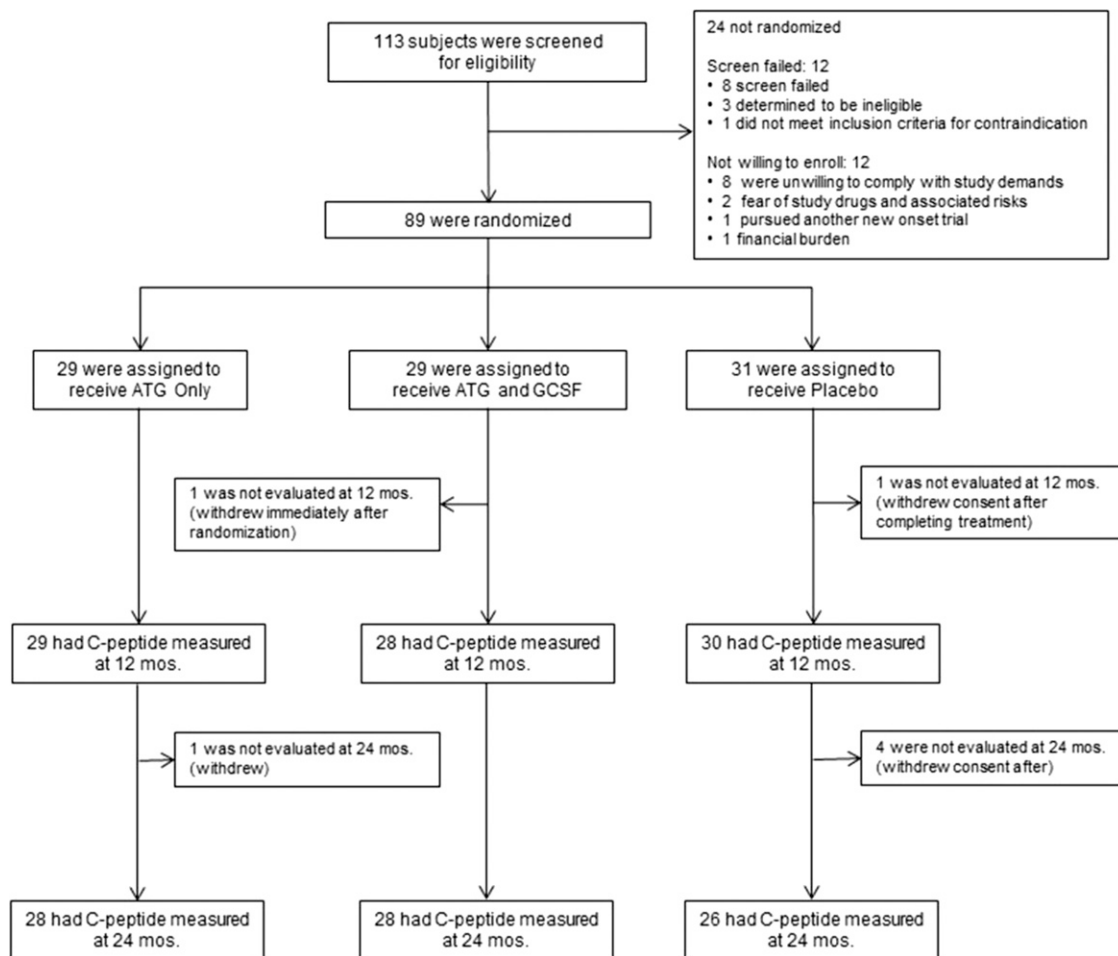 113 subjects were screened
for eligibility
24 not randomized
Screen failed: 12
• 8 screen failed
• 3 determined to be ineligible
• 1 did not meet inclusion criteria for contraindication
Not willing to enroll: 12
• 8 were unwilling to comply with study demands
• 2 fear of study drugs and associated risks
• 1 pursued another new onset trial
• 1 financial burden
89 were randomized
29 were assigned to
receive ATG Only
29 were assigned to
receive ATG and GCSF
31 were assigned to
receive Placebo
1 was not evaluated at 12 mos.
(withdrew immediately after
randomization)
1 was not evaluated at 12 mos.
(withdrew consent after
completing treatment)
29 had C-peptide measured
at 12 mos.
28 had C-peptide measured
at 12 mos.
30 had C-peptide measured
at 12 mos.
1 was not evaluated at 24 mos.
(withdrew)
4 were not evaluated at 24 mos.
(withdrew consent after)
28 had C-peptide measured
at 24 mos.
28 had C-peptide measured
at 24 mos.
26 had C-peptide measured
at 24 mos.